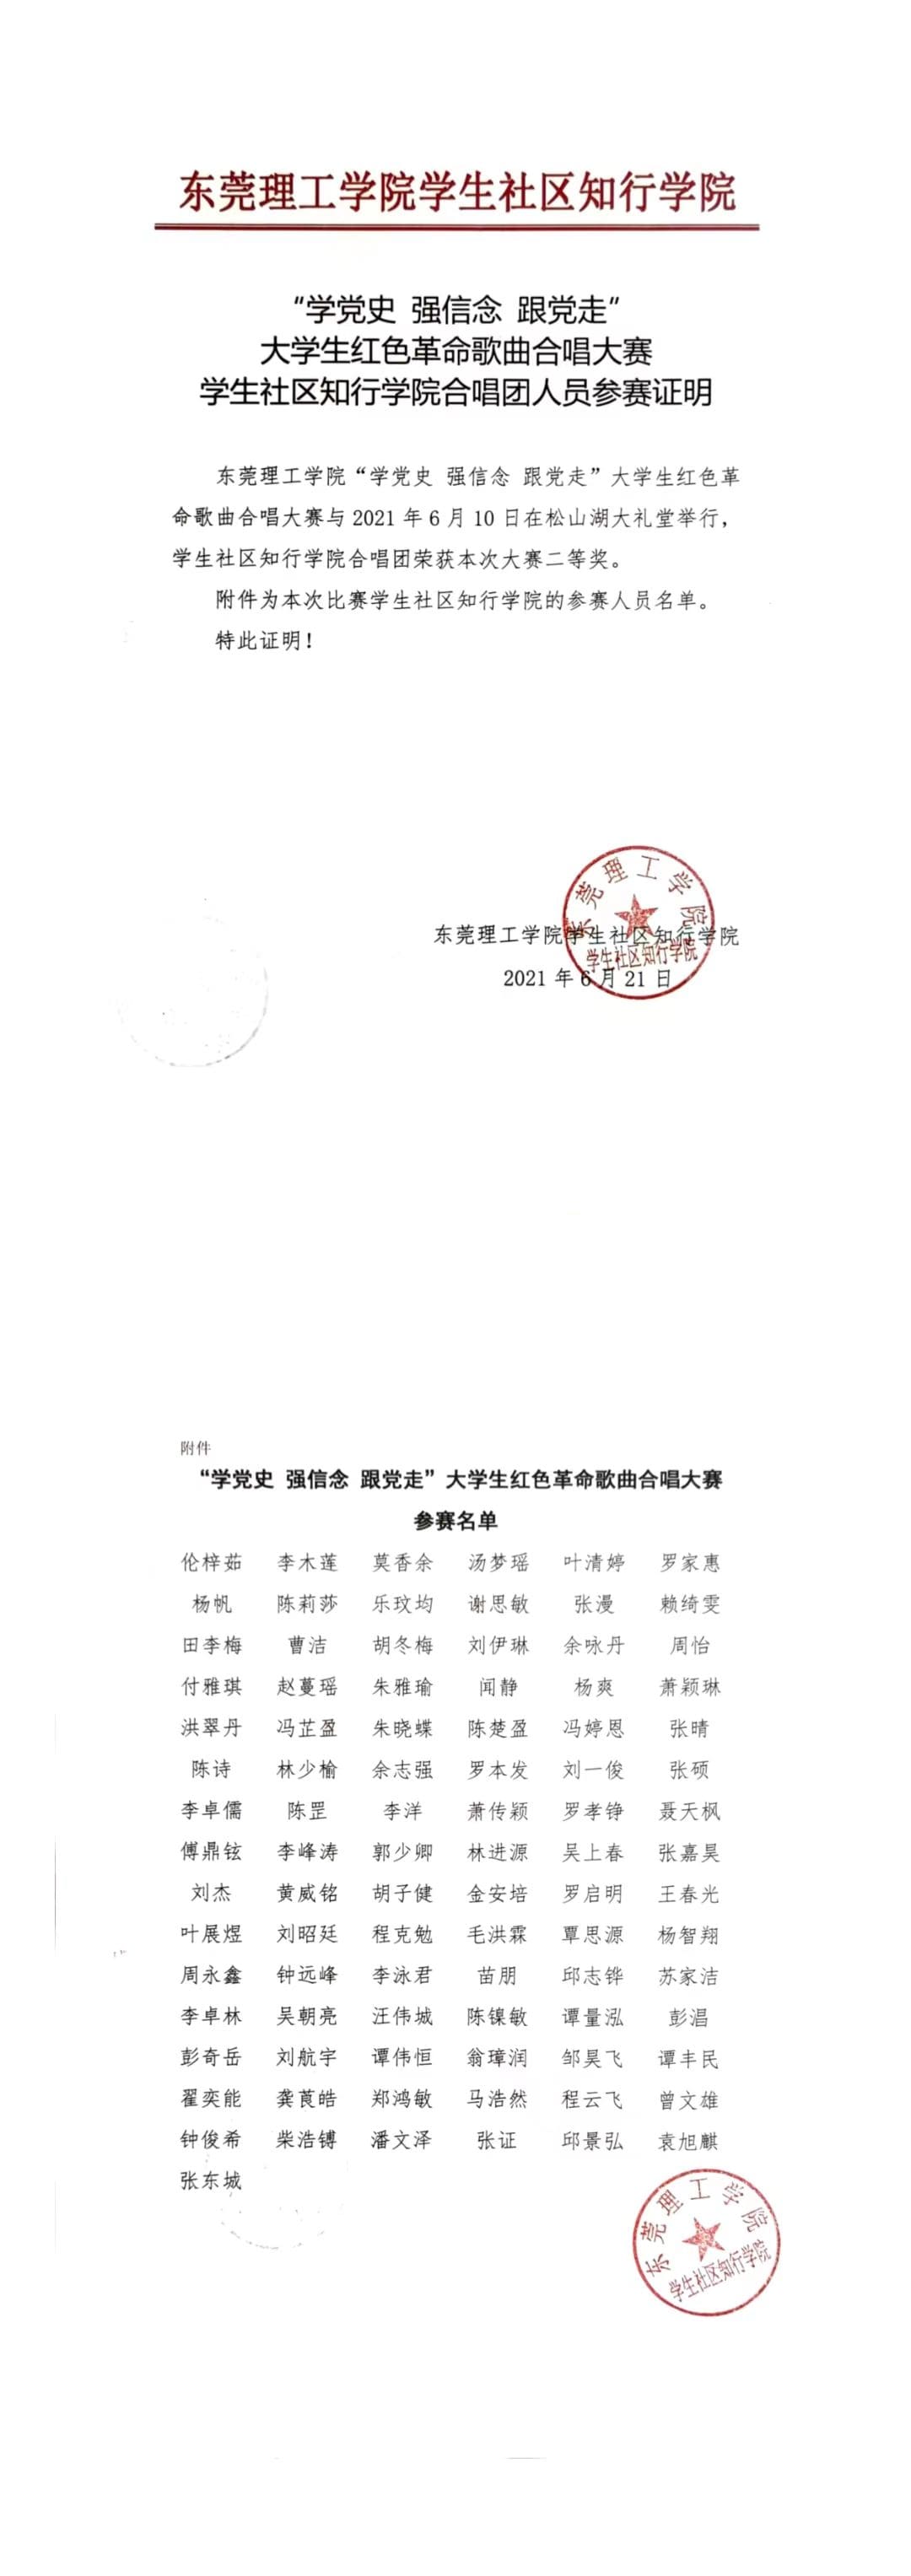 东莞理工学院学生社区知行学院
“学党史 强信念 跟党走”
大学生红色革命歌曲合唱大赛
学生社区知行学院合唱团人员参赛证明
东莞理工学院“学党史 强信念 跟党走”大学生红色革
命歌曲合唱大赛与 2021 年 6 月 10 日在松山湖大礼堂举行，
学生社区知行学院合唱团荣获本次大赛二等奖。
附件为本次比赛学生社区知行学院的参赛人员名单。
特此证明！
东莞理工学院学生社区知行学院
2021 年 6 月 21 日
东莞理工学院
学生社区知行学院
附件
“学党史 强信念 跟党走”大学生红色革命歌曲合唱大赛
参赛名单
伦梓茹 李木莲 莫香余 汤梦瑶 叶清婷 罗家惠
杨帆 陈莉莎 乐玟均 谢思敏 张漫 赖绮雯
田李梅 曹洁 胡冬梅 刘伊琳 余咏丹 周怡
付雅琪 赵蔓瑶 朱雅瑜 闻静 杨爽 萧颖琳
洪翠丹 冯芷盈 朱晓蝶 陈楚盈 冯婷恩 张晴
陈诗 林少榆 余志强 罗本发 刘一俊 张硕
李卓儒 陈罡 李洋 萧传颖 罗孝铮 聂天枫
傅鼎铉 李峰涛 郭少卿 林进源 吴上春 张嘉昊
刘杰 黄威铭 胡子健 金安培 罗启明 王春光
叶展煜 刘昭廷 程克勉 毛洪霖 覃思源 杨智翔
周永鑫 钟远峰 李泳君 苗朋 邱志铧 苏家洁
李卓林 吴朝亮 汪伟城 陈镍敏 谭量泓 彭淐
彭奇岳 刘航宇 谭伟恒 翁璋润 邹昊飞 谭丰民
翟奕能 龚莨皓 郑鸿敏 马浩然 程云飞 曾文雄
钟俊希 柴浩镈 潘文泽 张证 邱景弘 袁旭麒
张东城
东莞理工学院
学生社区知行学院